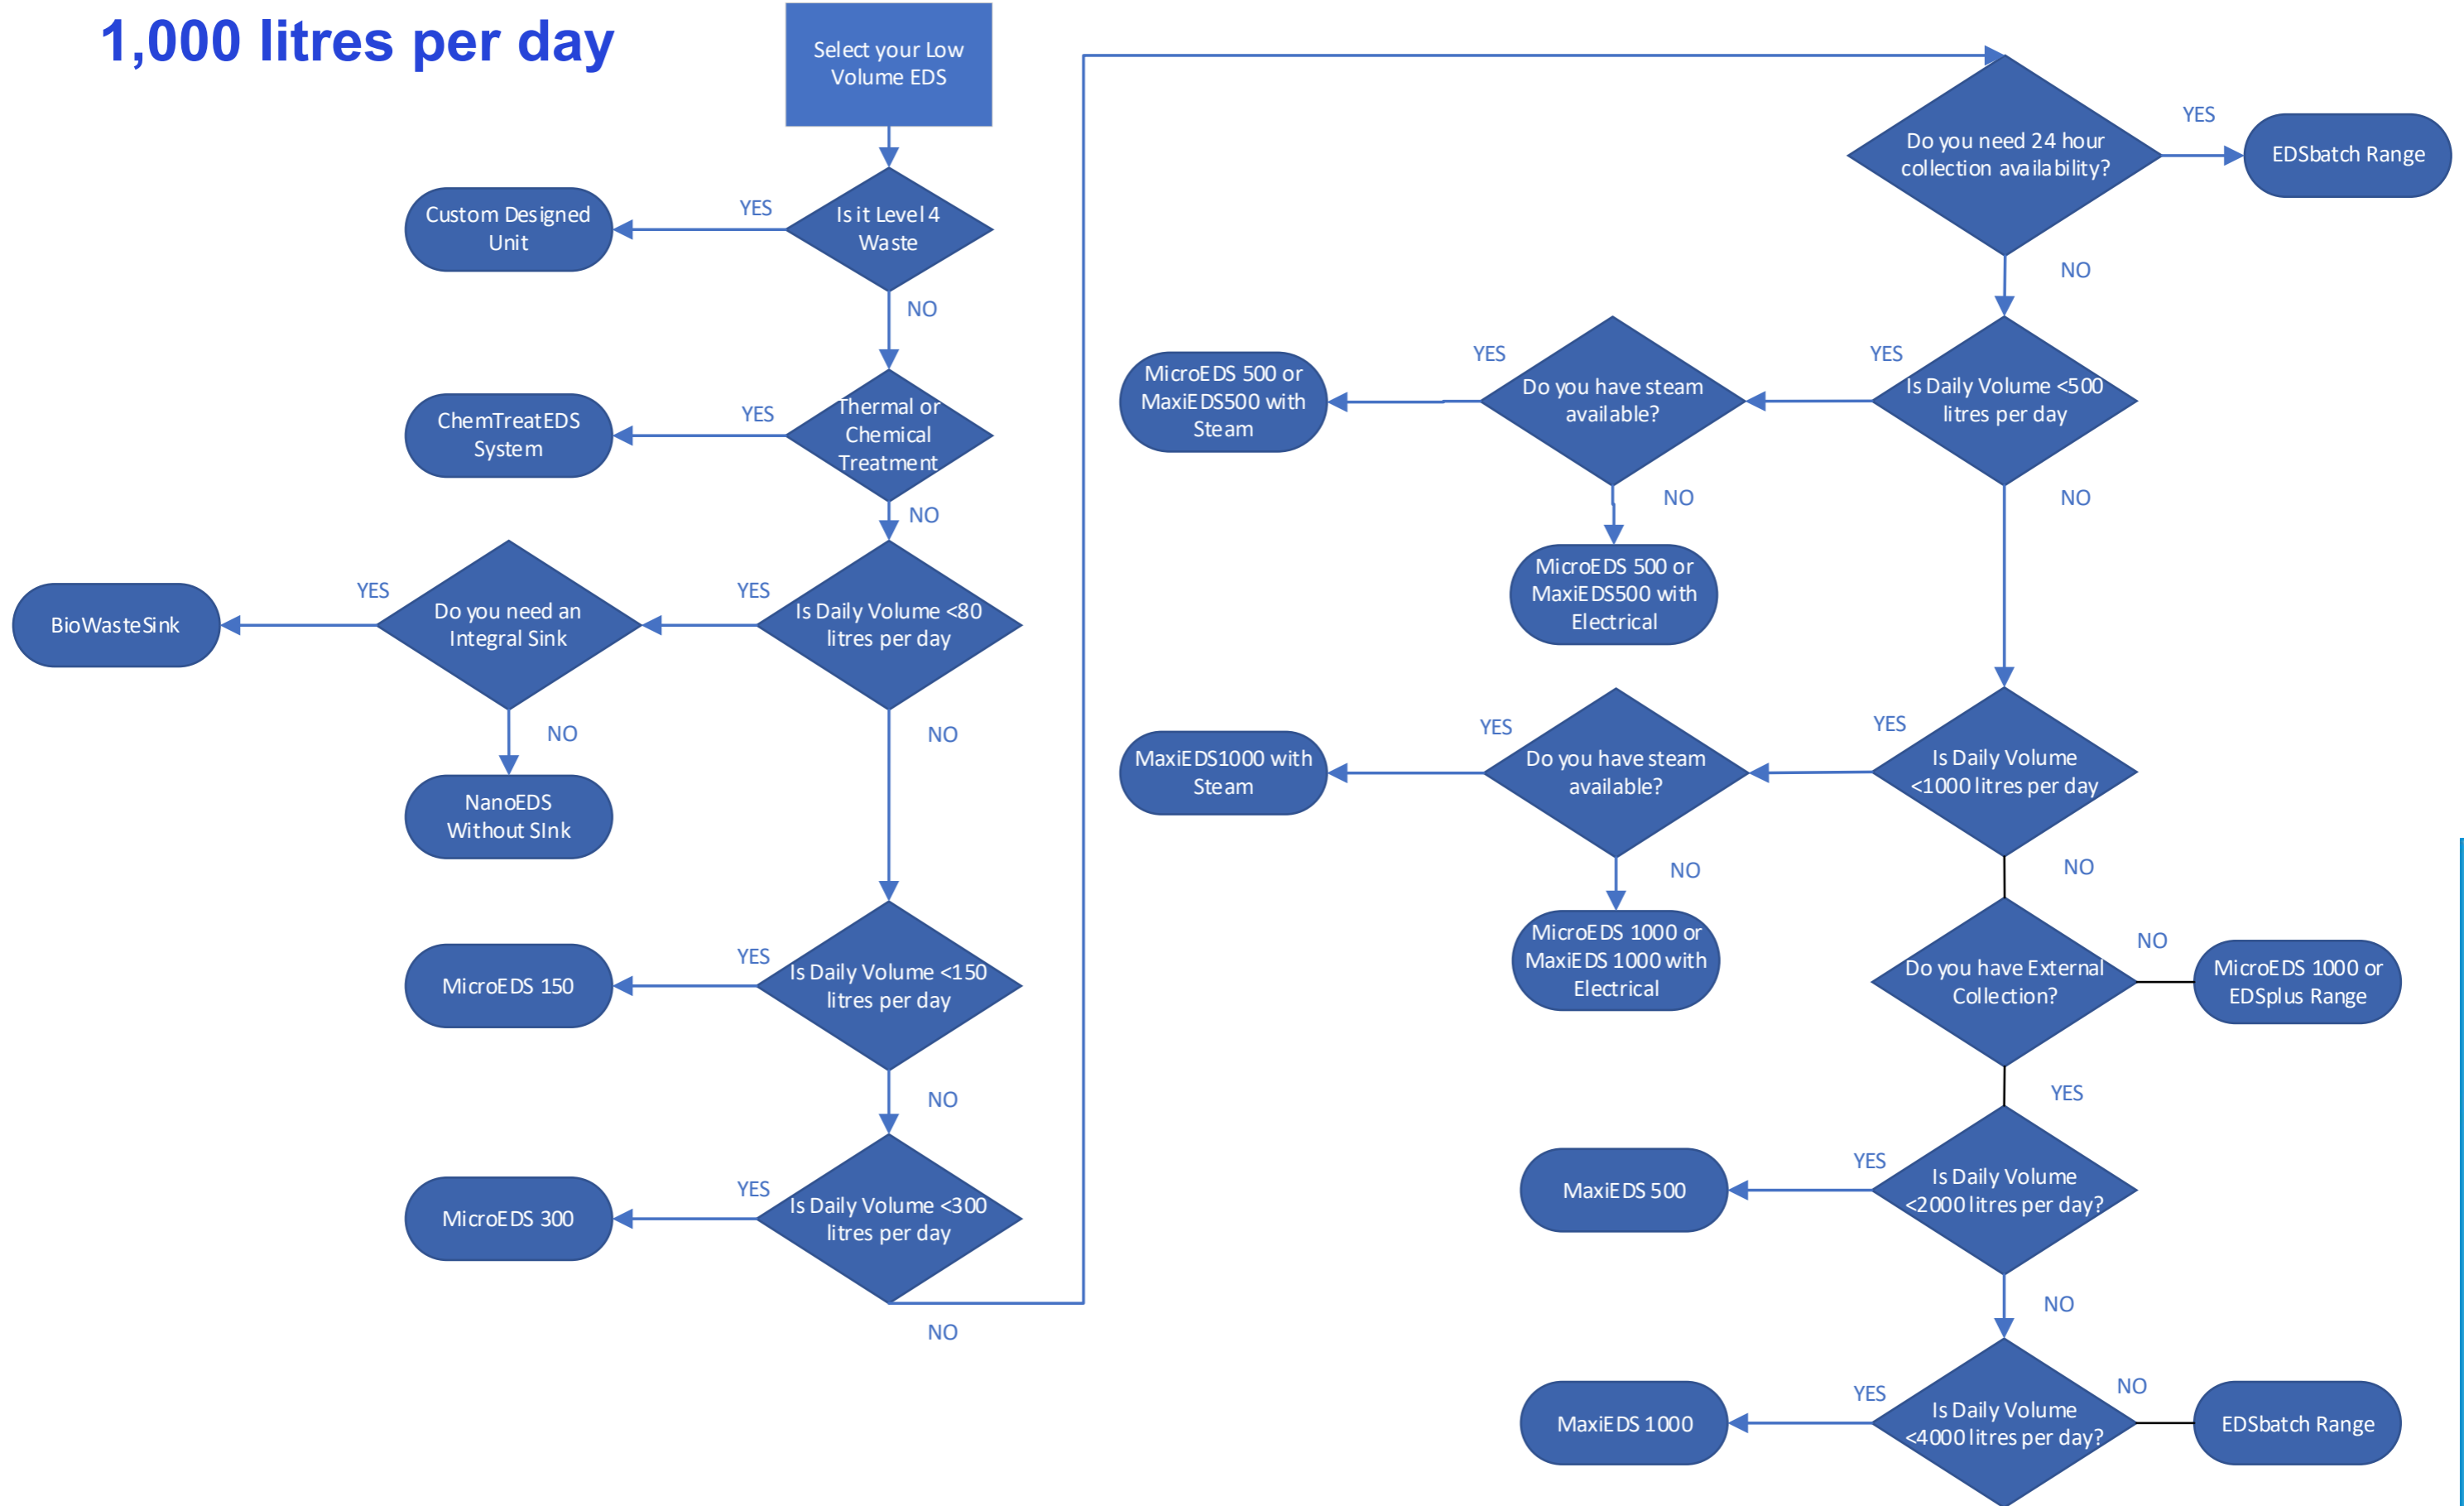 1,000 litres per day
Select your Low
Volume EDS
Is it Level 4
Waste
YES
Custom Designed
Unit
NO
Thermal or
Chemical
Treatment
YES
ChemTreatEDS
System
NO
Is Daily Volume <80
litres per day
YES
Do you need an
Integral Sink
YES
BioWasteSink
NO
NanoEDS
Without SInk
NO
Is Daily Volume <150
litres per day
YES
MicroEDS 150
NO
Is Daily Volume <300
litres per day
YES
MicroEDS 300
NO
Do you need 24 hour
collection availability?
YES
EDSbatch Range
NO
Is Daily Volume <500
litres per day
YES
Do you have steam
available?
YES
MicroEDS 500 or
MaxiEDS500 with
Steam
NO
MicroEDS 500 or
MaxiEDS500 with
Electrical
NO
Is Daily Volume
<1000 litres per day
YES
Do you have steam
available?
YES
MaxiEDS1000 with
Steam
NO
MicroEDS 1000 or
MaxiEDS 1000 with
Electrical
NO
Do you have External
Collection?
NO
MicroEDS 1000 or
EDSplus Range
YES
Is Daily Volume
<2000 litres per day?
YES
MaxiEDS 500
NO
Is Daily Volume
<4000 litres per day?
YES
MaxiEDS 1000
NO
EDSbatch Range